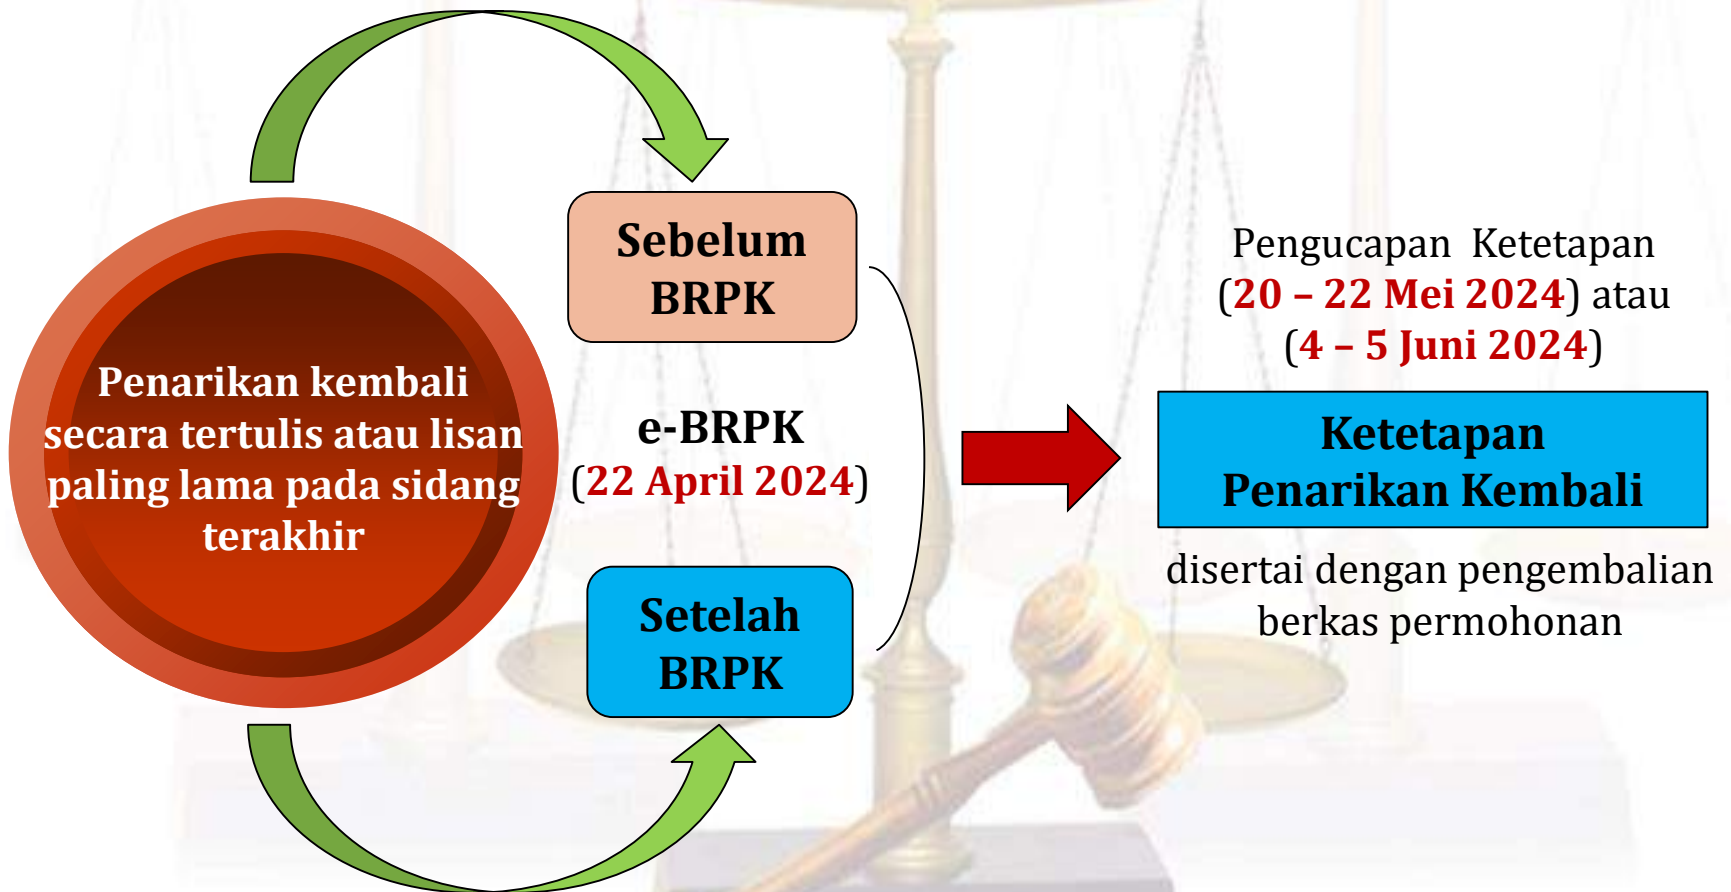 Penarikan kembali
secara tertulis atau lisan
paling lama pada sidang
terakhir
Sebelum
BRPK
e-BRPK
(22 April 2024)
Setelah
BRPK
Pengucapan Ketetapan
(20 – 22 Mei 2024) atau
(4 – 5 Juni 2024)
Ketetapan
Penarikan Kembali
disertai dengan pengembalian
berkas permohonan